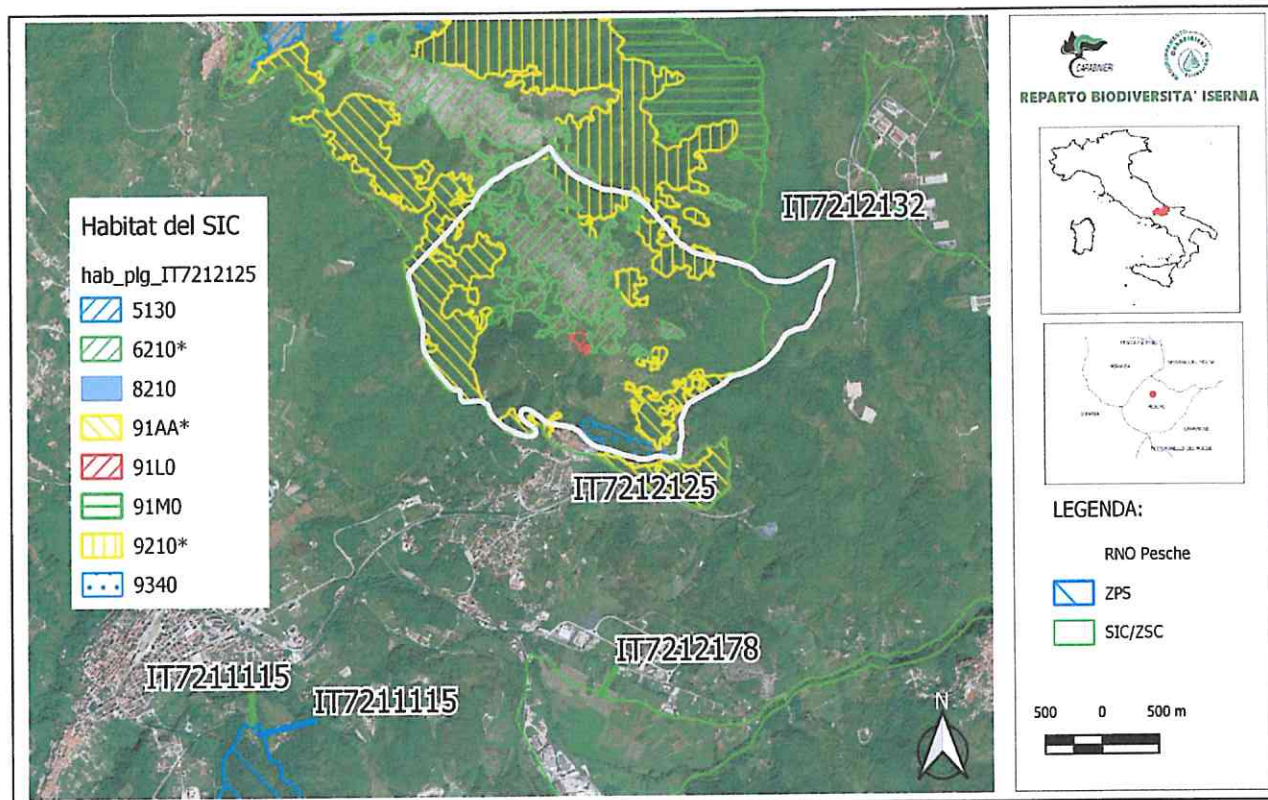 Habitat del SIC
hab_plg_IT7212125
5130
6210*
8210
91AA*
91L0
91M0
9210*
9340
IT7212132
IT7212125
IT7212178
IT7211115
IT7211115
N
CARABINIERI
REPARTO BIODIVERSITA' ISERNIA
LEGENDA:
RNO Pesche
ZPS
SIC/ZSC
500 0 500 m